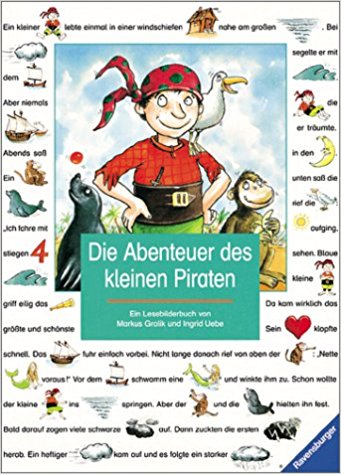 Ein kleiner lebte einmal in einer windschiefen nahe am großen . Bei
segelte er mit
dem
Aber niemals die
er träumte.
Abends saß in den
Ein unten saß die
rief die
„Ich fahre mit aufging,
stiegen 4 sehen. Blaue
kleine
Die Abenteuer des
kleinen Piraten
Ein Lesebilderbuch von
Markus Grolik und Ingrid Uebe
griff eilig das Da kam wirklich das
größte und schönste Sein klopfte
schnell. Das fuhr einfach vorbei. Nicht lange danach rief von oben der : „Nette
voraus!“ Vor dem schwamm eine und winkte ihm zu. Schon wollte
der kleine ins springen. Aber der und die hielten ihn fest.
Bald darauf zogen viele schwarze auf. Dann zuckten die ersten
herab. Ein heftiger kam auf und es folgte ein starker
Ravensburger